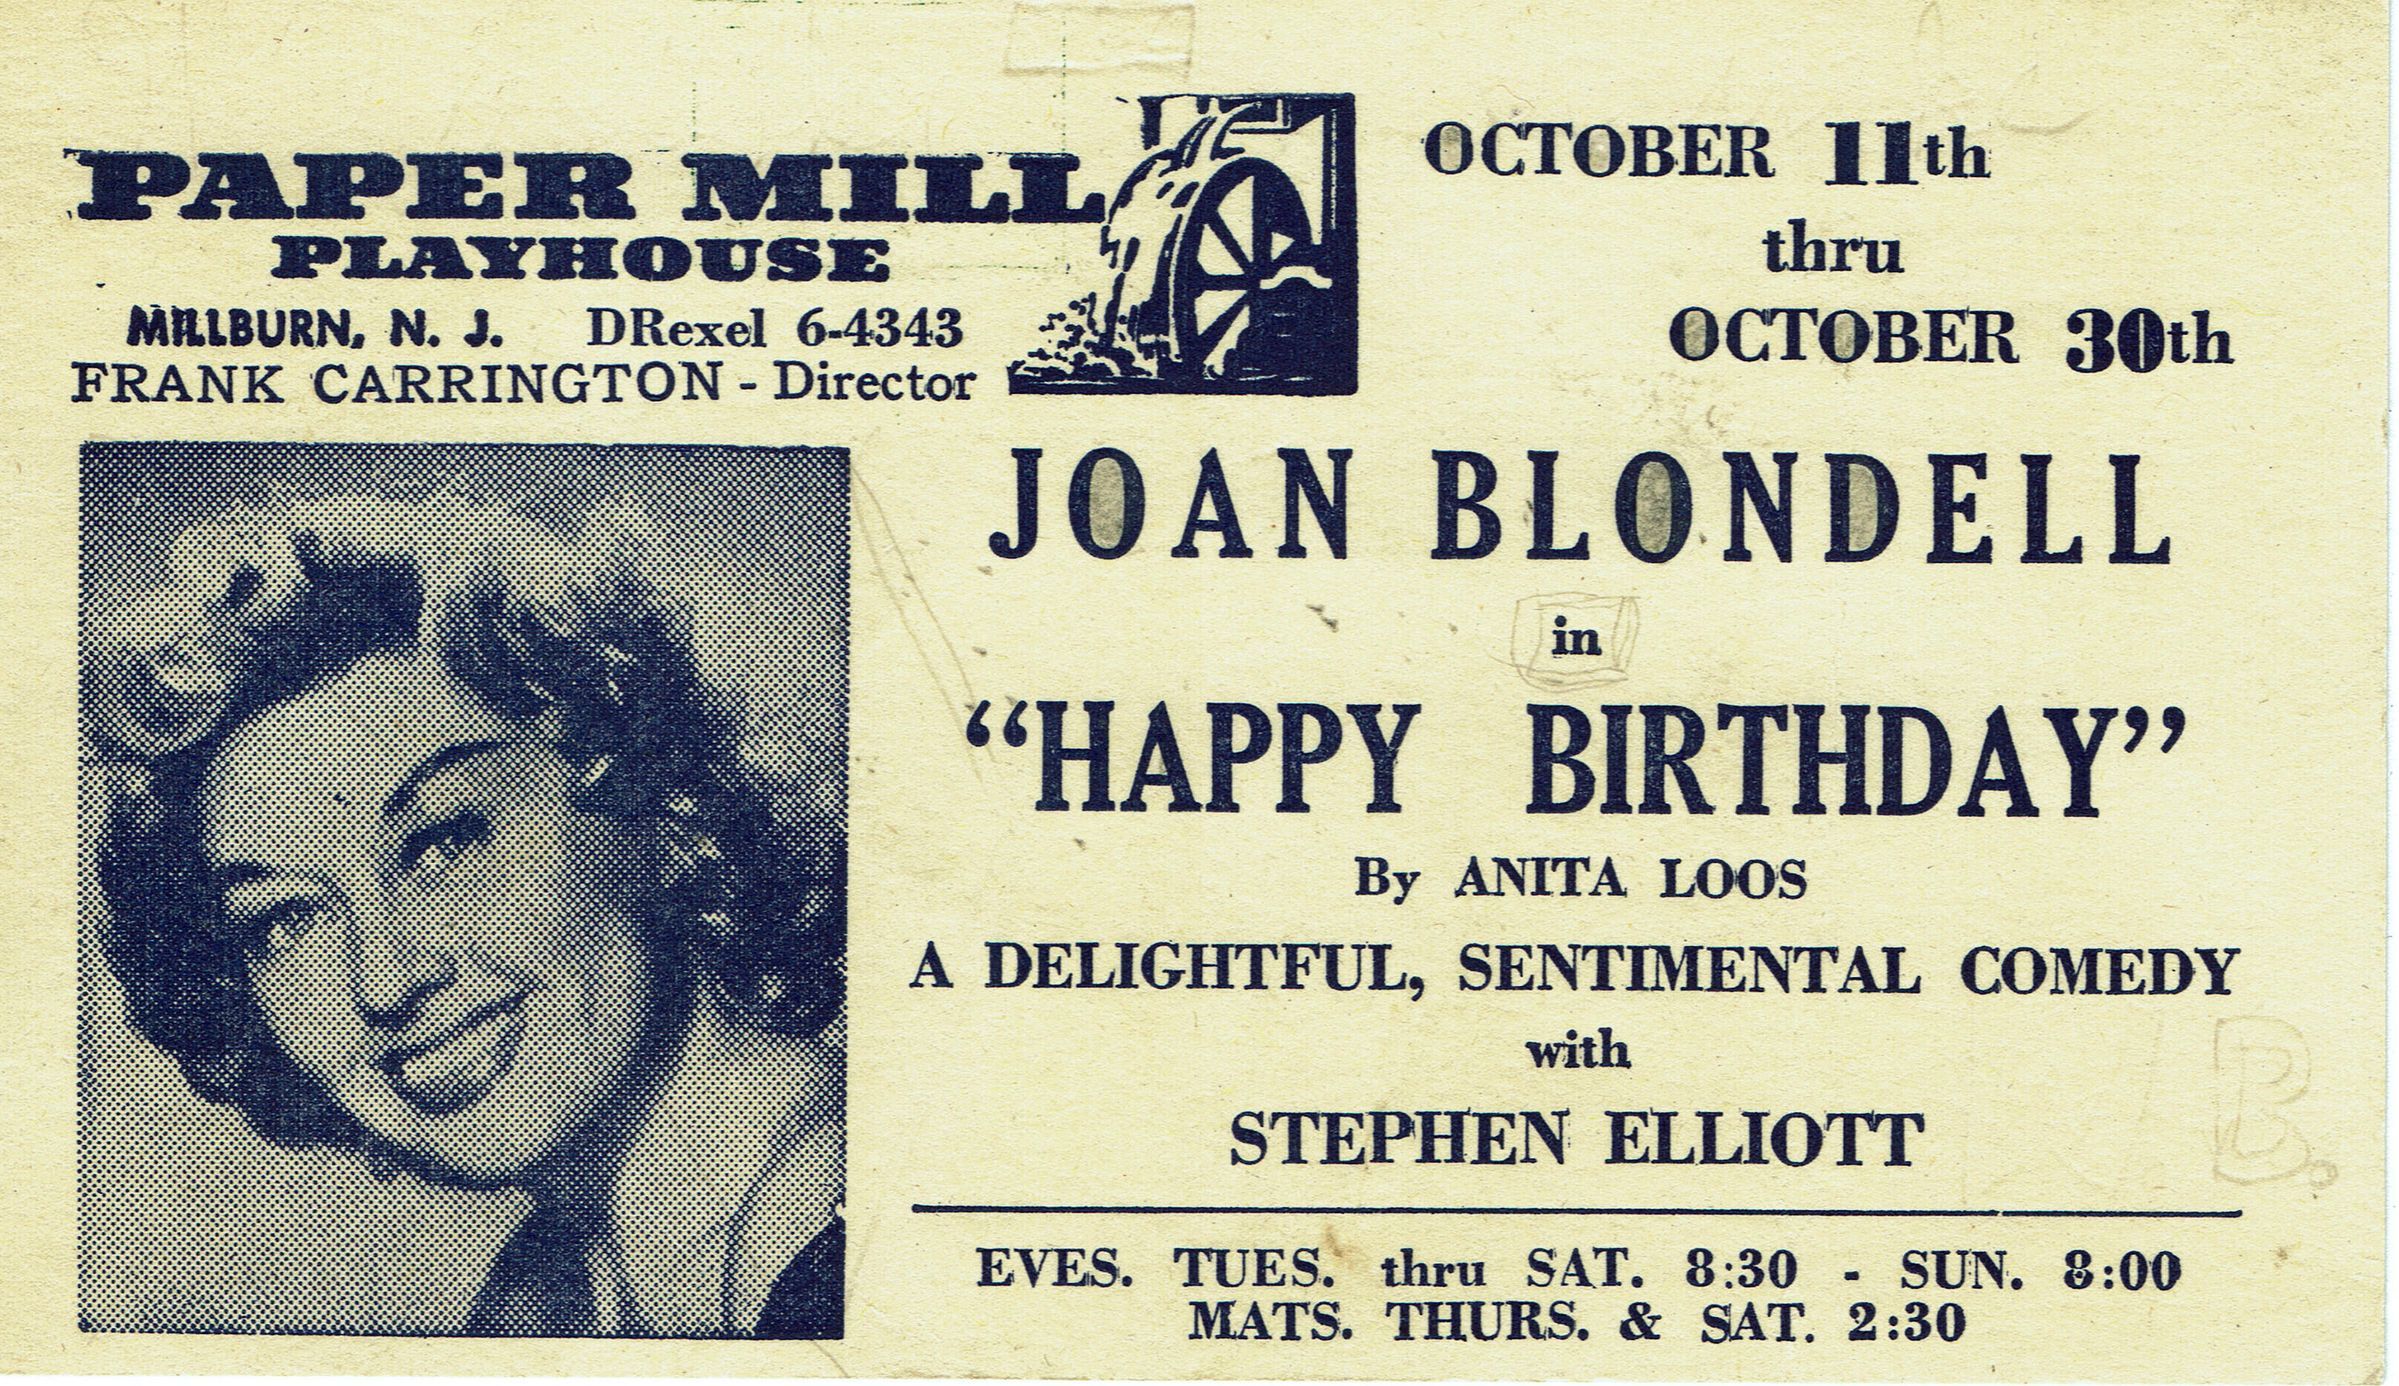 PAPER MILL
PLAYHOUSE
MILLBURN, N. J. DRexel 6-4343
FRANK CARRINGTON - Director
OCTOBER 11th
thru
OCTOBER 30th
JOAN BLONDELL
in
“HAPPY BIRTHDAY”
By ANITA LOOS
A DELIGHTFUL, SENTIMENTAL COMEDY
with
STEPHEN ELLIOTT
B.
EVES. TUES. thru SAT. 8:30 - SUN. 8:00
MATS. THURS. & SAT. 2:30